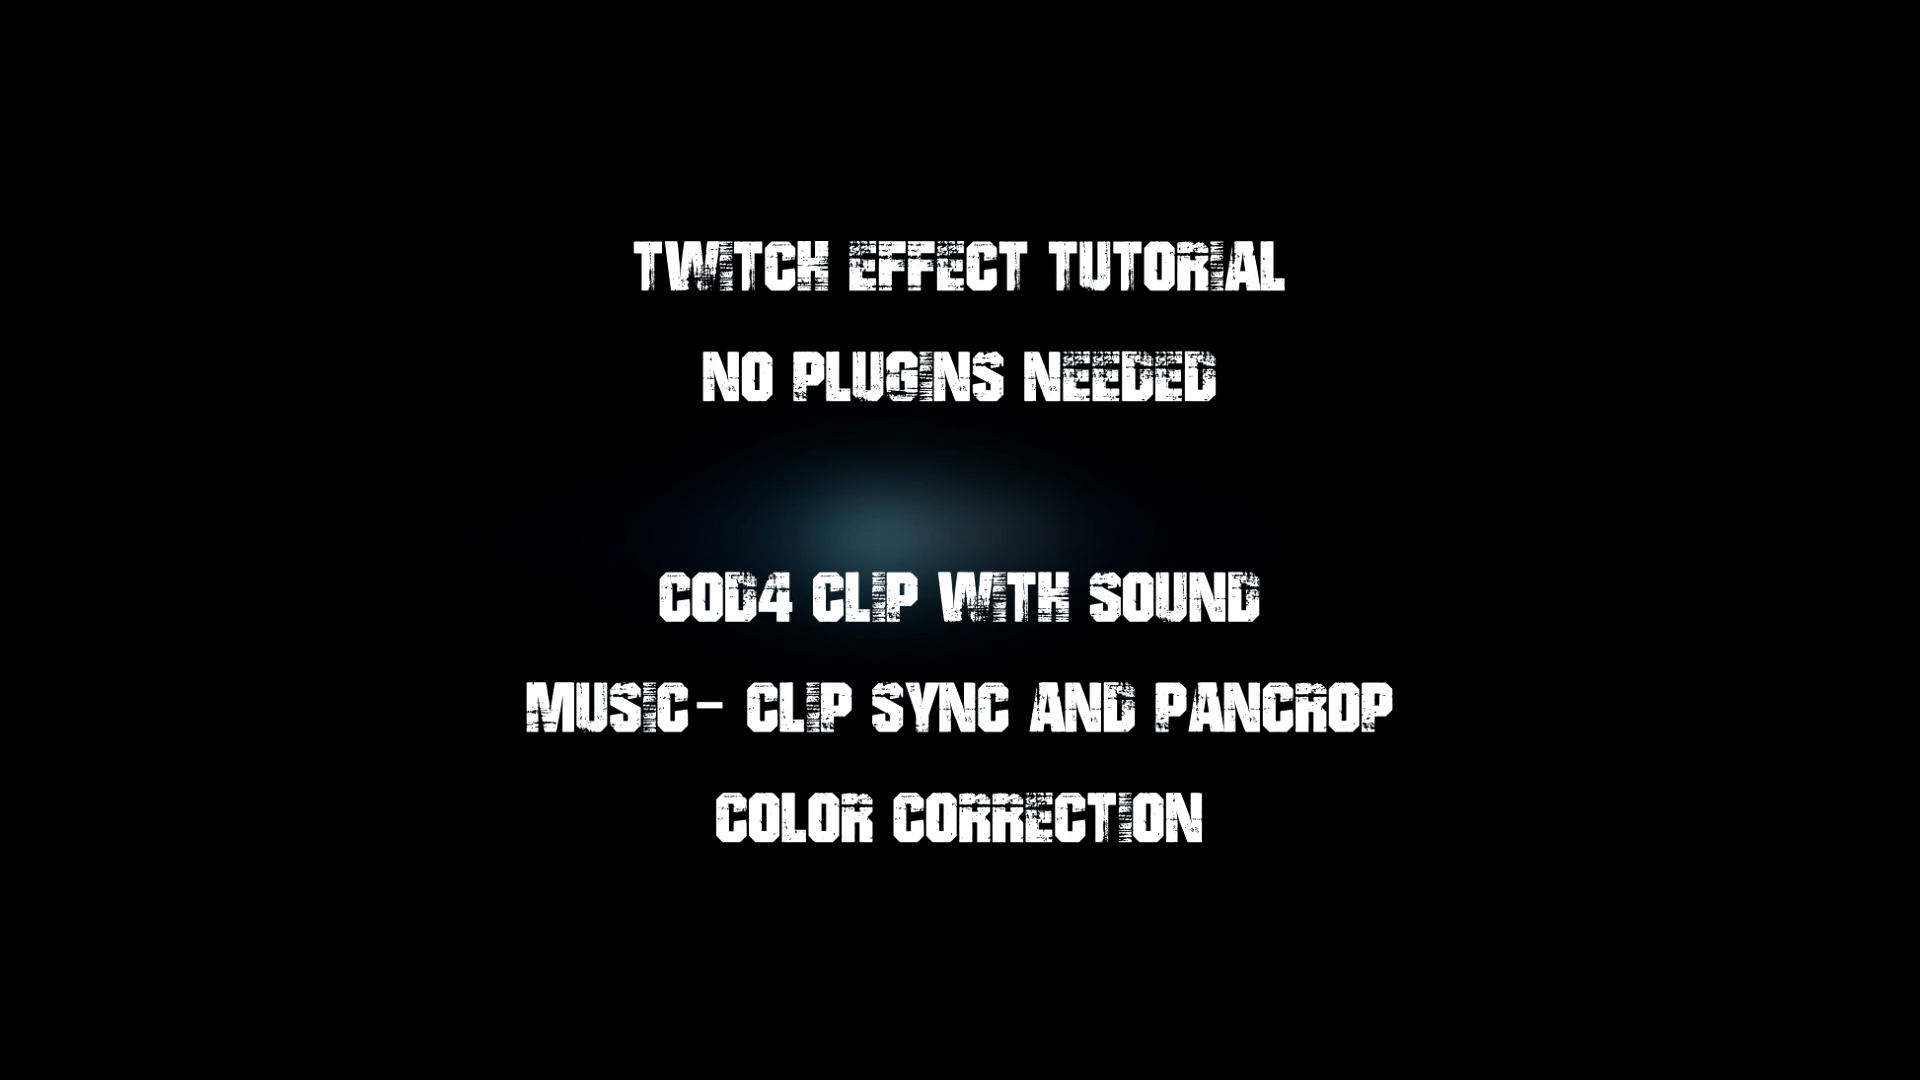 TWITCH EFFECT TUTORIAL
NO PLUGINS NEEDED
COD4 CLIP WITH SOUND
MUSIC- CLIP SYNC AND PANCROP
COLOR CORRECTION